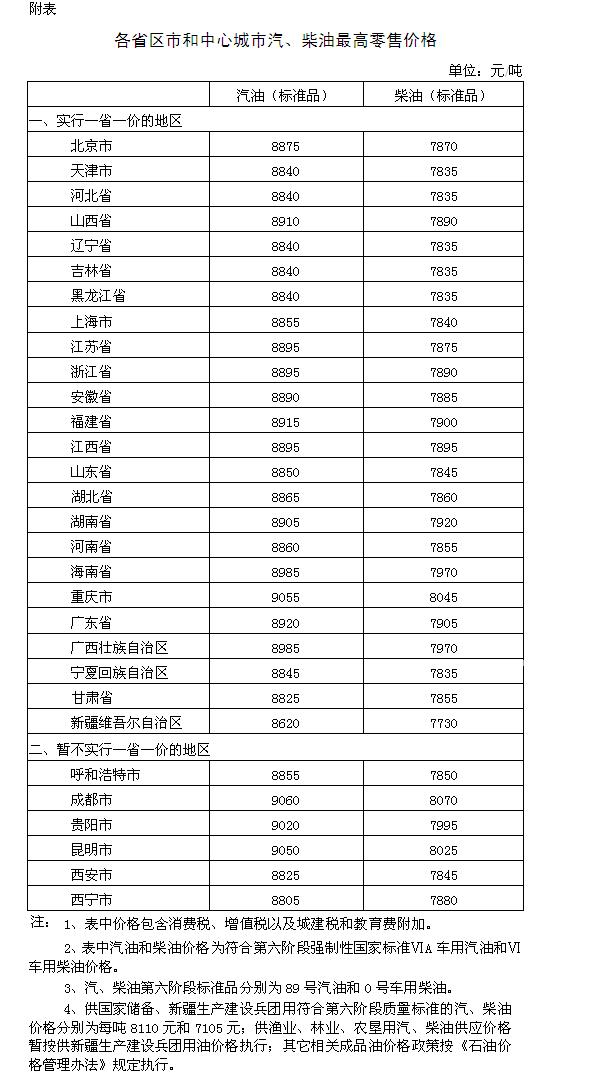 附表
各省区市和中心城市汽、柴油最高零售价格
单位：元/吨
汽油（标准品） 柴油（标准品）
一、实行一省一价的地区
北京市 8875 7870
天津市 8840 7835
河北省 8840 7835
山西省 8910 7890
辽宁省 8840 7835
吉林省 8840 7835
黑龙江省 8840 7835
上海市 8855 7840
江苏省 8895 7875
浙江省 8895 7890
安徽省 8890 7885
福建省 8915 7900
江西省 8895 7895
山东省 8850 7845
湖北省 8865 7860
湖南省 8905 7920
河南省 8860 7855
海南省 8985 7970
重庆市 9055 8045
广东省 8920 7905
广西壮族自治区 8985 7970
宁夏回族自治区 8845 7835
甘肃省 8825 7855
新疆维吾尔自治区 8620 7730
二、暂不实行一省一价的地区
呼和浩特市 8855 7850
成都市 9060 8070
贵阳市 9020 7995
昆明市 9050 8025
西安市 8825 7845
西宁市 8805 7880
注： 1、表中价格包含消费税、增值税以及城建税和教育费附加。
2、表中汽油和柴油价格为符合第六阶段强制性国家标准ⅥA 车用汽油和Ⅵ
车用柴油价格。
3、汽、柴油第六阶段标准品分别为 89 号汽油和 0 号车用柴油。
4、供国家储备、新疆生产建设兵团用符合第六阶段质量标准的汽、柴油
价格分别为每吨 8110 元和 7105 元；供渔业、林业、农垦用汽、柴油供应价格
暂按供新疆生产建设兵团用油价格执行；其它相关成品油价格政策按《石油价
格管理办法》规定执行。